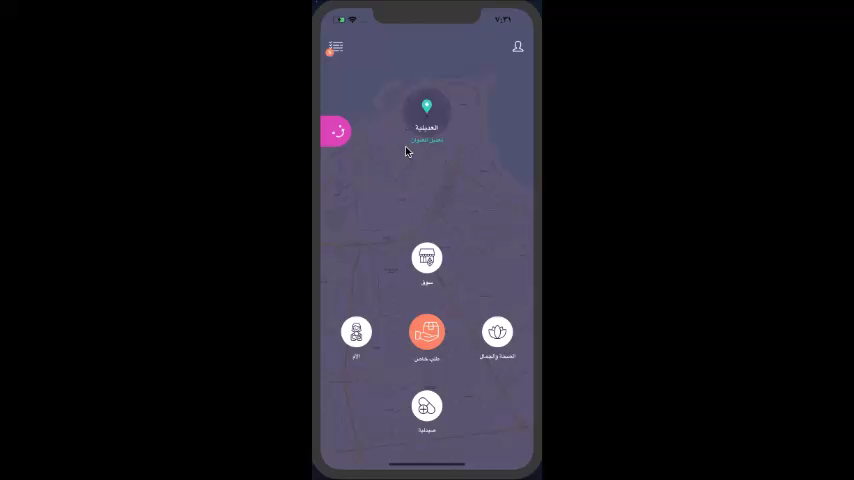 ٧:٣١
العديلية
تعديل العنوان
سوق
الأم
طلب خاص
الصحة والجمال
صيدلية